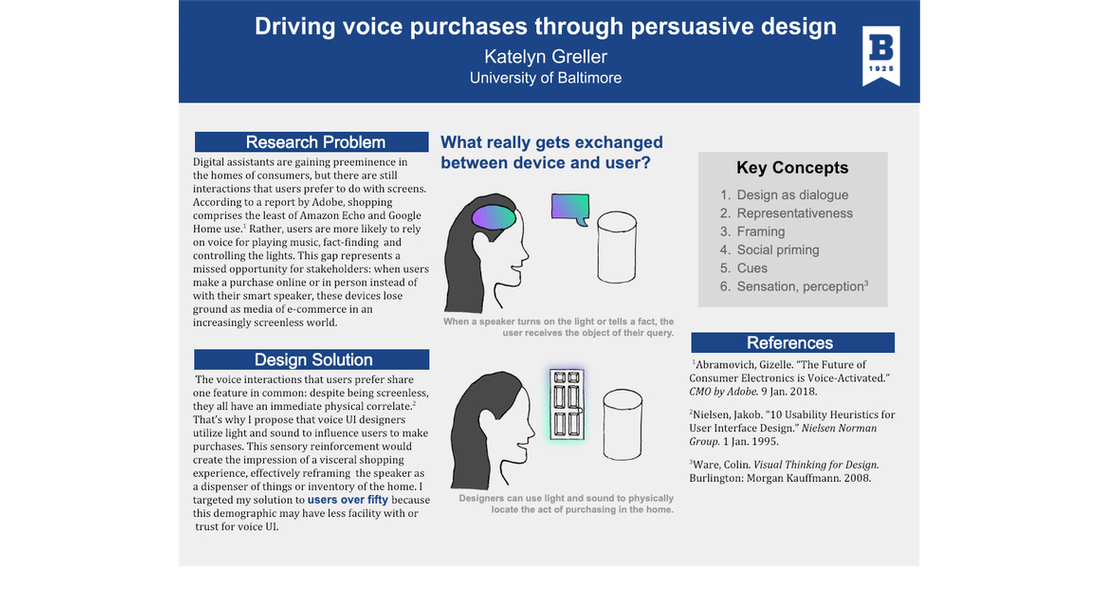 Driving voice purchases through persuasive design
Katelyn Greller
University of Baltimore
B
1925
Research Problem
Digital assistants are gaining preeminence in
the homes of consumers, but there are still
interactions that users prefer to do with screens.
According to a report by Adobe, shopping
comprises the least of Amazon Echo and Google
Home use.¹ Rather, users are more likely to rely
on voice for playing music, fact-finding and
controlling the lights. This gap represents a
missed opportunity for stakeholders: when users
make a purchase online or in person instead of
with their smart speaker, these devices lose
ground as media of e-commerce in an
increasingly screenless world.
Design Solution
The voice interactions that users prefer share
one feature in common: despite being screenless,
they all have an immediate physical correlate.²
That's why I propose that voice UI designers
utilize light and sound to influence users to make
purchases. This sensory reinforcement would
create the impression of a visceral shopping
experience, effectively reframing the speaker as
a dispenser of things or inventory of the home. I
targeted my solution to users over fifty because
this demographic may have less facility with or
trust for voice UI.
What really gets exchanged
between device and user?
When a speaker turns on the light or tells a fact, the
user receives the object of their query.
Designers can use light and sound to physically
locate the act of purchasing in the home.
Key Concepts
1. Design as dialogue
2. Representativeness
3. Framing
4. Social priming
5. Cues
6. Sensation, perception³
References
¹Abramovich, Gizelle. "The Future of
Consumer Electronics is Voice-Activated."
CMO by Adobe. 9 Jan. 2018.
²Nielsen, Jakob. "10 Usability Heuristics for
User Interface Design." Nielsen Norman
Group. 1 Jan. 1995.
³Ware, Colin. Visual Thinking for Design.
Burlington: Morgan Kauffmann. 2008.